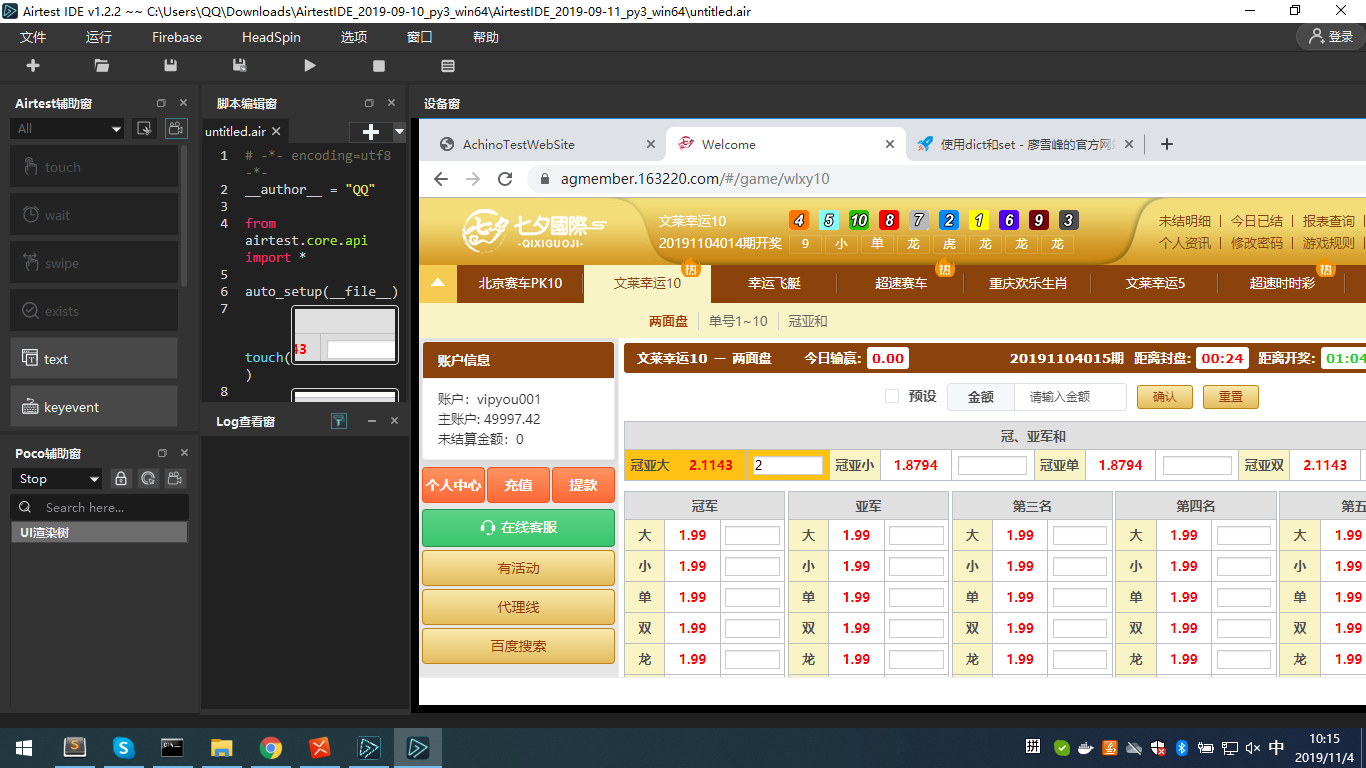 Airtest IDE v1.2.2 ~~ C:\Users\QQ\Downloads\AirtestIDE_2019-09-10_py3_win64\AirtestIDE_2019-09-11_py3_win64\untitled.air
文件 运行 Firebase HeadSpin 选项 窗口 帮助 登录
Airtest辅助窗
All
touch
wait
swipe
exists
text
keyevent
Poco辅助窗
Stop
Search here...
UI渲染树
脚本编辑窗
untitled.air
1 # -*- encoding=utf8
-*-
2 __author__ = "QQ"
3
4 from
airtest.core.api
import *
5
6 auto_setup(__file__)
7
43
touch(
)
8
Log查看窗
设备窗
AchinoTestWebSite Welcome 使用dict和set - 廖雪峰的官方网
agmember.163220.com/#/game/wlxy10
七夕國際
-QIXIGUOJI-
文莱幸运10 4 5 10 8 7 2 1 6 9 3
20191104014期开奖 9 小 单 龙 虎 龙 龙 龙
未结明细 | 今日已结 | 报表查询 |
个人资讯 | 修改密码 | 游戏规则 |
热 热 热
北京赛车PK10 文莱幸运10 幸运飞艇 超速赛车 重庆欢乐生肖 文莱幸运5 超速时时彩
两面盘 单号1~10 冠亚和
账户信息
账户：vipyou001
主账户: 49997.42
未结算金额：0
个人中心 充值 提款
在线客服
有活动
代理线
百度搜索
文莱幸运10 － 两面盘 今日输赢: 0.00 20191104015期 距离封盘: 00:24 距离开奖: 01:04
预设 金额 请输入金额 确认 重置
冠、亚军和
冠亚大 2.1143 2 冠亚小 1.8794 冠亚单 1.8794 冠亚双 2.1143
冠军 亚军 第三名 第四名 第五
大 1.99 大 1.99 大 1.99 大 1.99 大 1.99
小 1.99 小 1.99 小 1.99 小 1.99 小 1.99
单 1.99 单 1.99 单 1.99 单 1.99 单 1.99
双 1.99 双 1.99 双 1.99 双 1.99 双 1.99
龙 1.99 龙 1.99 龙 1.99 龙 1.99 龙 1.99
拼 中 10:15
2019/11/4